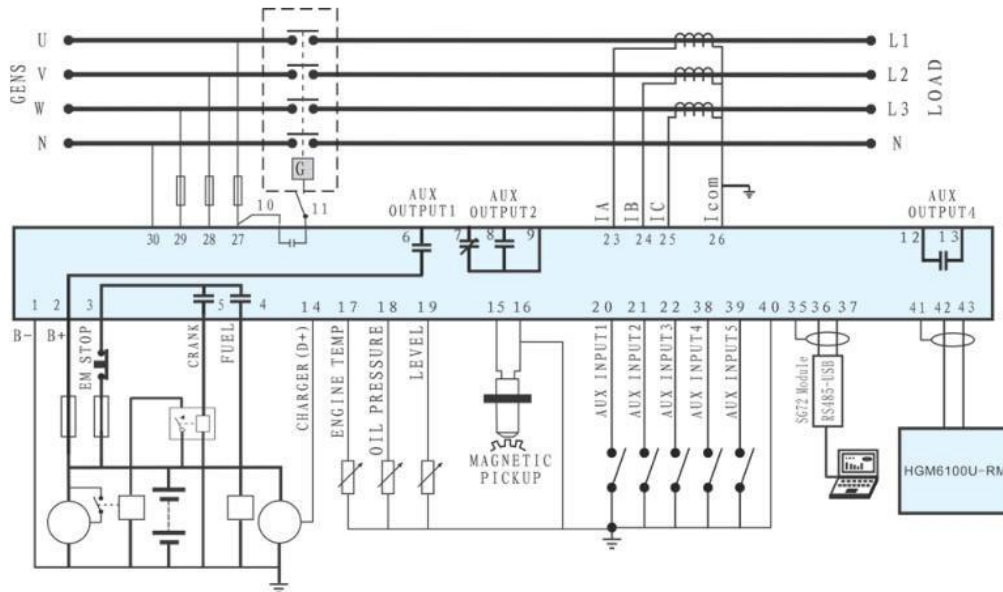 U
V
W
N
GENS
G
L1
L2
L3
N
LOAD
10
11
AUX
OUTPUT1
AUX
OUTPUT2
IA
IB
IC
Icom
AUX
OUTPUT4
30
29
28
27
6
7
8
9
23
24
25
26
12
13
1
2
3
5
4
14
17
18
19
15
16
20
21
22
38
39
40
35
36
37
41
42
43
B-
B+
EM STOP
CRANK
FUEL
CHARGER(D+)
ENGINE TEMP
OIL PRESSURE
LEVEL
MAGNETIC
PICKUP
AUX INPUT1
AUX INPUT2
AUX INPUT3
AUX INPUT4
AUX INPUT5
SG72 Module
RS485-USB
HGM6100U-RM